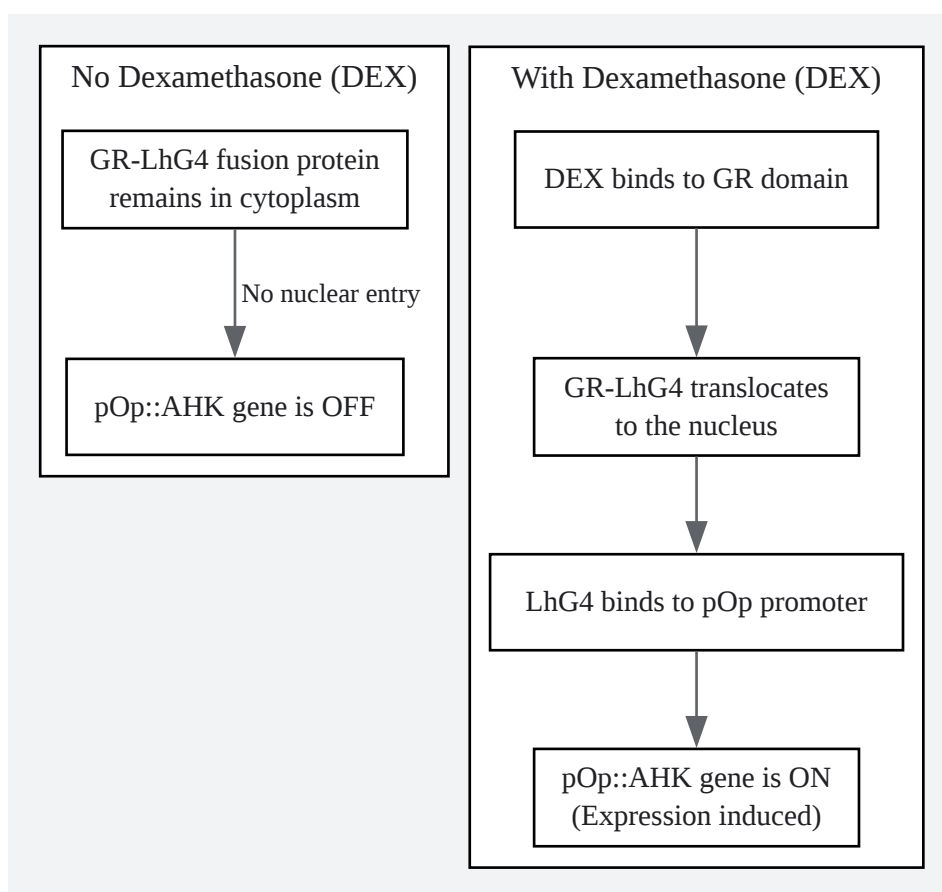 No Dexamethasone (DEX)
GR-LhG4 fusion protein
remains in cytoplasm
No nuclear entry
pOp::AHK gene is OFF
With Dexamethasone (DEX)
DEX binds to GR domain
GR-LhG4 translocates
to the nucleus
LhG4 binds to pOp promoter
pOp::AHK gene is ON
(Expression induced)